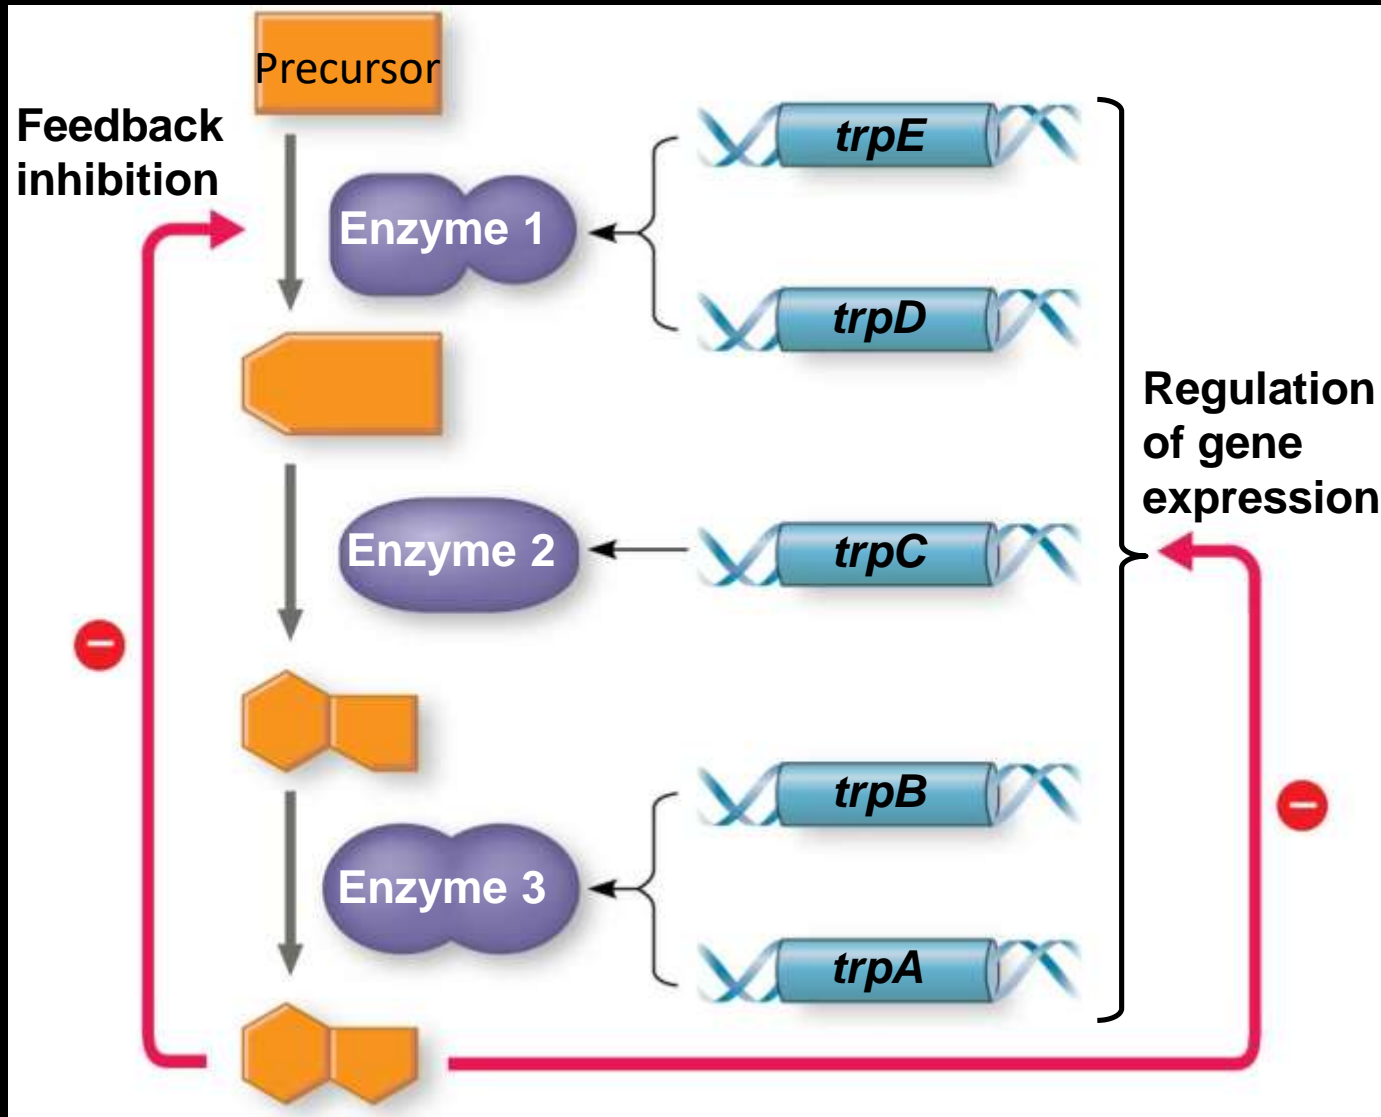 Precursor
Feedback
inhibition
trpE
Enzyme 1
trpD
Regulation
of gene
expression
Enzyme 2
trpC
trpB
Enzyme 3
trpA